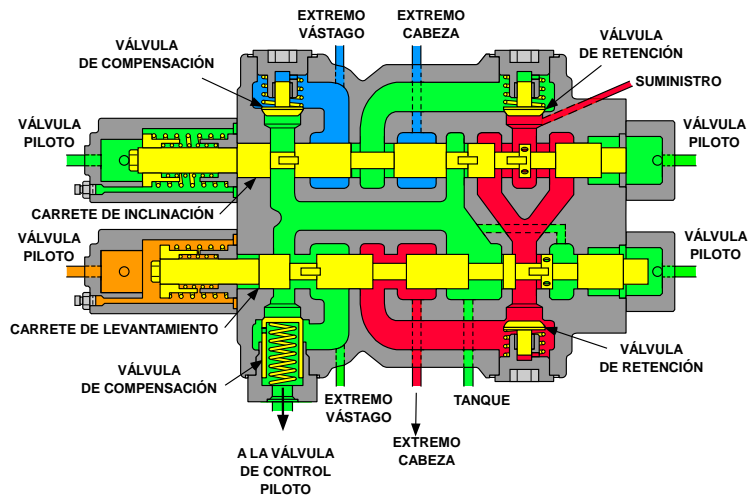 EXTREMO
VÁSTAGO
EXTREMO
CABEZA
VÁLVULA
DE COMPENSACIÓN
VÁLVULA
DE RETENCIÓN
SUMINISTRO
VÁLVULA
PILOTO
VÁLVULA
PILOTO
CARRETE DE INCLINACIÓN
VÁLVULA
PILOTO
VÁLVULA
PILOTO
CARRETE DE LEVANTAMIENTO
VÁLVULA
DE COMPENSACIÓN
VÁLVULA
DE RETENCIÓN
EXTREMO
VÁSTAGO
TANQUE
EXTREMO
CABEZA
A LA VÁLVULA
DE CONTROL
PILOTO